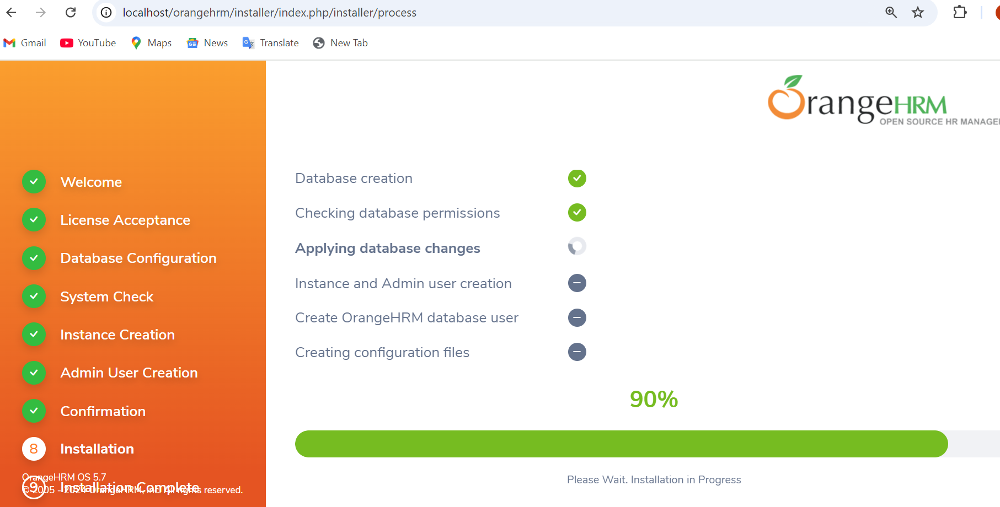 localhost/orangehrm/installer/index.php/installer/process
Gmail YouTube Maps News Translate New Tab
OrangeHRM
OPEN SOURCE HR
Welcome
License Acceptance
Database Configuration
System Check
Instance Creation
Admin User Creation
Confirmation
8 Installation
9 Installation Complete
OrangeHRM OS 5.7
© 2005 - 2024 OrangeHRM, Inc. All rights reserved.
Database creation
Checking database permissions
Applying database changes
Instance and Admin user creation
Create OrangeHRM database user
Creating configuration files
90%
Please Wait. Installation in Progress